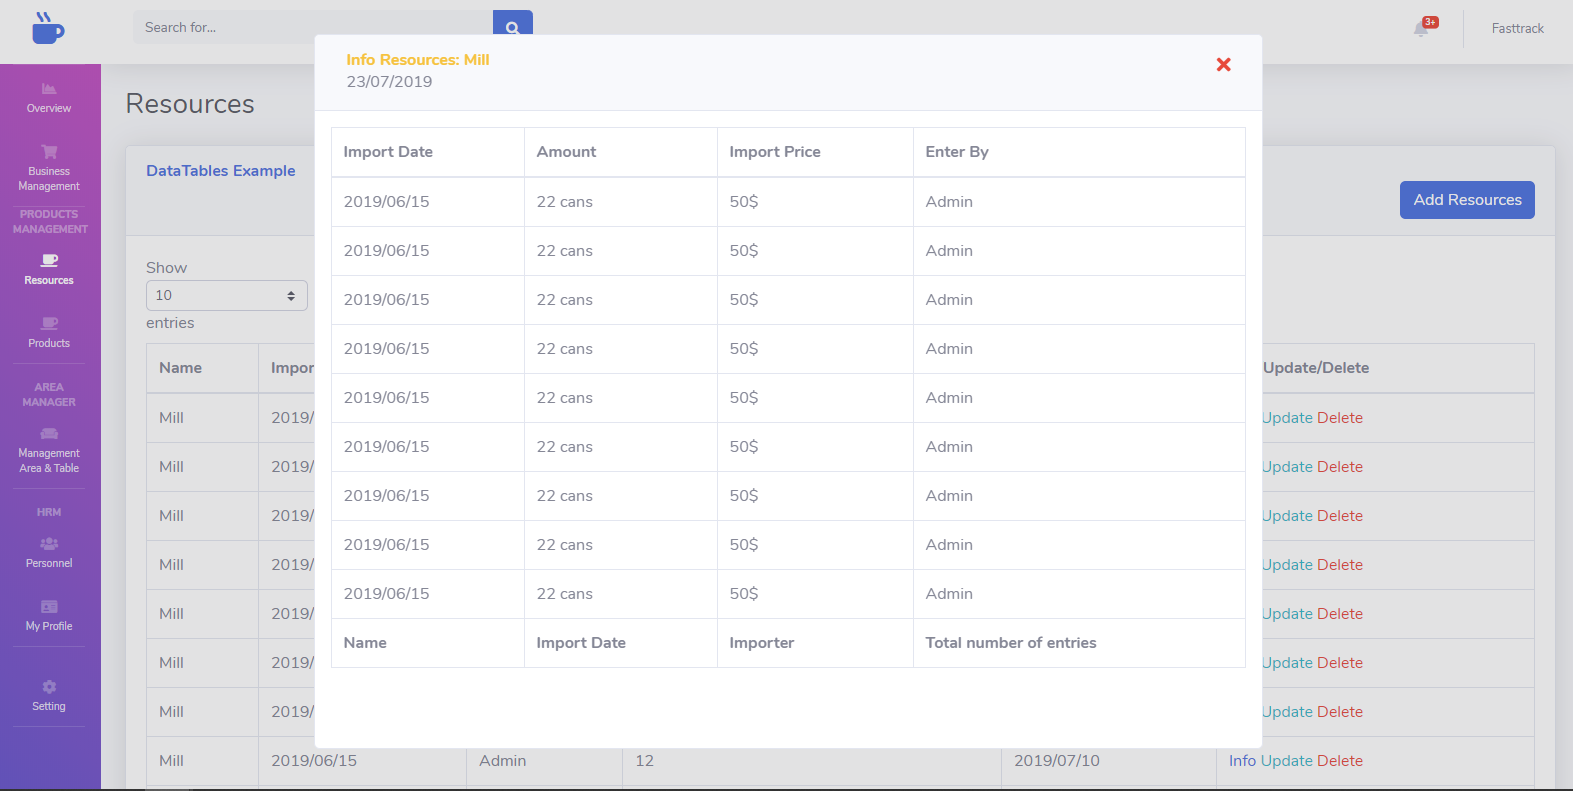 Search for...
3+
Fasttrack
Overview
Business
Management
PRODUCTS
MANAGEMENT
Resources
Products
AREA
MANAGER
Management
Area & Table
HRM
Personnel
My Profile
Setting
Resources
DataTables Example
Add Resources
Show
10
entries
Name Impor Update/Delete
Mill 2019/ Update Delete
Mill 2019/ Update Delete
Mill 2019/ Update Delete
Mill 2019/ Update Delete
Mill 2019/ Update Delete
Mill 2019/ Update Delete
Mill 2019/ Update Delete
Mill 2019/06/15 Admin 12 2019/07/10 Info Update Delete
Info Resources: Mill
23/07/2019
Import Date Amount Import Price Enter By
2019/06/15 22 cans 50$ Admin
2019/06/15 22 cans 50$ Admin
2019/06/15 22 cans 50$ Admin
2019/06/15 22 cans 50$ Admin
2019/06/15 22 cans 50$ Admin
2019/06/15 22 cans 50$ Admin
2019/06/15 22 cans 50$ Admin
2019/06/15 22 cans 50$ Admin
2019/06/15 22 cans 50$ Admin
Name Import Date Importer Total number of entries